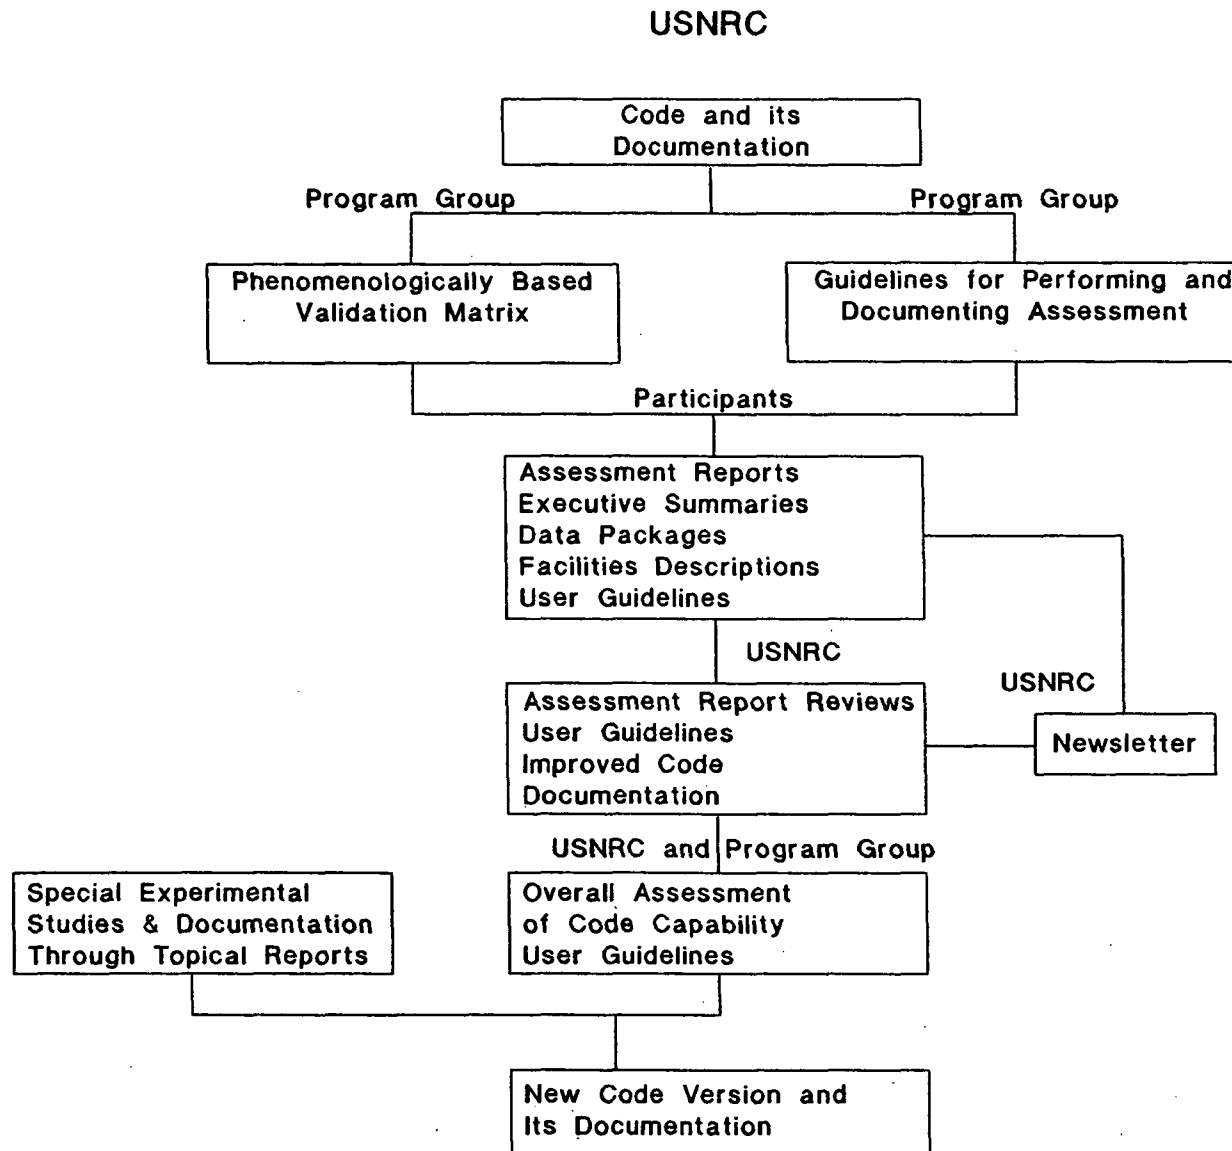 USNRC
Code and its
Documentation
Program Group
Program Group
Phenomenologically Based
Validation Matrix
Guidelines for Performing and
Documenting Assessment
Participants
Assessment Reports
Executive Summaries
Data Packages
Facilities Descriptions
User Guidelines
USNRC
USNRC
Assessment Report Reviews
User Guidelines
Improved Code
Documentation
Newsletter
USNRC and Program Group
Special Experimental
Studies & Documentation
Through Topical Reports
Overall Assessment
of Code Capability
User Guidelines
New Code Version and
Its Documentation